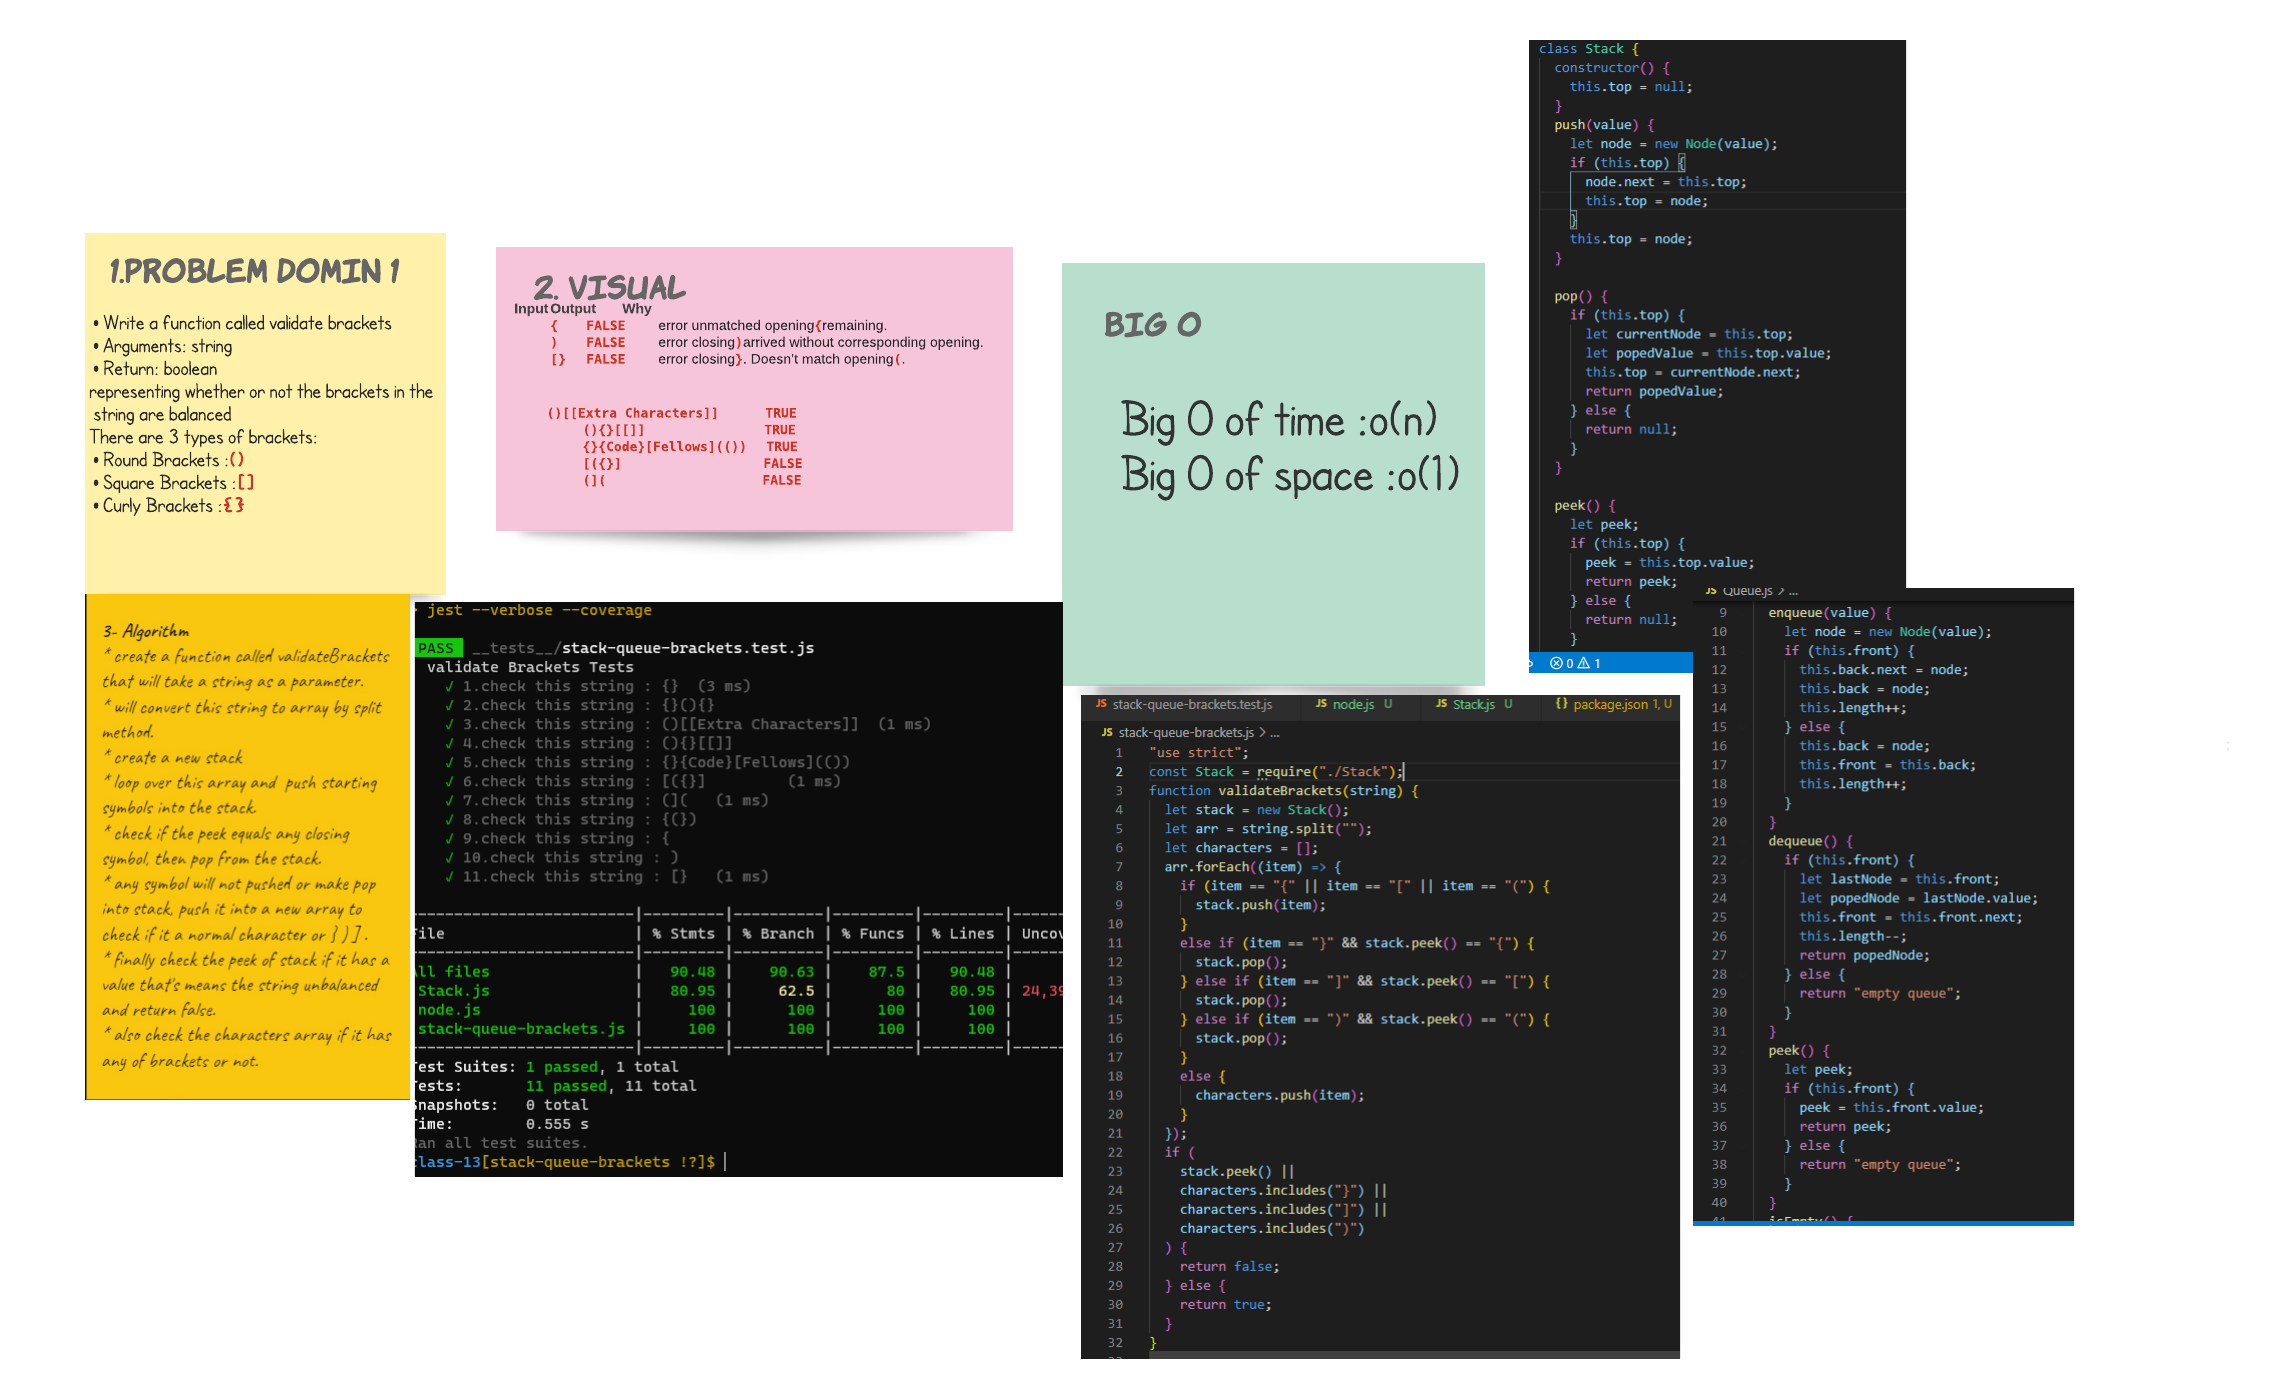 1.PROBLEM DOMIN 1
• Write a function called validate brackets
• Arguments: string
• Return: boolean
representing whether or not the brackets in the
string are balanced
There are 3 types of brackets:
• Round Brackets :()
• Square Brackets :[]
• Curly Brackets :{}
2. VISUAL
Input Output Why
{ FALSE error unmatched opening{remaining.
) FALSE error closing)arrived without corresponding opening.
[} FALSE error closing}. Doesn't match opening(.
()[[Extra Characters]] TRUE
(){}[[]] TRUE
{}{Code}[Fellows](()) TRUE
[({}] FALSE
(]( FALSE
3- Algorithm
* create a function called validateBrackets
that will take a string as a parameter.
* will convert this string to array by split
method.
* create a new stack
* loop over this array and push starting
symbols into the stack.
* check if the peek equals any closing
symbol, then pop from the stack.
* any symbol will not pushed or make pop
into stack, push it into a new array to
check if it a normal character or } ) ] .
* finally check the peek of stack if it has a
value that's means the string unbalanced
and return false.
* also check the characters array if it has
any of brackets or not.
jest --verbose --coverage
PASS __tests__/stack-queue-brackets.test.js
validate Brackets Tests
√ 1.check this string : {} (3 ms)
√ 2.check this string : {}(){}
√ 3.check this string : ()[[Extra Characters]] (1 ms)
√ 4.check this string : (){}[[]]
√ 5.check this string : {}{Code}[Fellows](())
√ 6.check this string : [({}] (1 ms)
√ 7.check this string : (]( (1 ms)
√ 8.check this string : {(})
√ 9.check this string : {
√ 10.check this string : )
√ 11.check this string : [} (1 ms)
File | % Stmts | % Branch | % Funcs | % Lines | Uncov
All files | 90.48 | 90.63 | 87.5 | 90.48 |
Stack.js | 80.95 | 62.5 | 80 | 80.95 | 24,39
node.js | 100 | 100 | 100 | 100 |
stack-queue-brackets.js | 100 | 100 | 100 | 100 |
Test Suites: 1 passed, 1 total
Tests: 11 passed, 11 total
Snapshots: 0 total
Time: 0.555 s
Ran all test suites.
class-13[stack-queue-brackets !?]$
BIG O
Big O of time :o(n)
Big O of space :o(1)
class Stack {
constructor() {
this.top = null;
}
push(value) {
let node = new Node(value);
if (this.top) {
node.next = this.top;
this.top = node;
}
this.top = node;
}
pop() {
if (this.top) {
let currentNode = this.top;
let popedValue = this.top.value;
this.top = currentNode.next;
return popedValue;
} else {
return null;
}
}
peek() {
let peek;
if (this.top) {
peek = this.top.value;
return peek;
} else {
return null;
}
0 1
JS stack-queue-brackets.test.js JS node.js U JS Stack.js U {} package.json 1, U
JS stack-queue-brackets.js > ...
1 "use strict";
2 const Stack = require("./Stack");
3 function validateBrackets(string) {
4 let stack = new Stack();
5 let arr = string.split("");
6 let characters = [];
7 arr.forEach((item) => {
8 if (item == "{" || item == "[" || item == "(") {
9 stack.push(item);
10 }
11 else if (item == "}" && stack.peek() == "{") {
12 stack.pop();
13 } else if (item == "]" && stack.peek() == "[") {
14 stack.pop();
15 } else if (item == ")" && stack.peek() == "(") {
16 stack.pop();
17 }
18 else {
19 characters.push(item);
20 }
21 });
22 if (
23 stack.peek() ||
24 characters.includes("}") ||
25 characters.includes("]") ||
26 characters.includes(")")
27 ) {
28 return false;
29 } else {
30 return true;
31 }
32 }
JS Queue.js > ...
9 enqueue(value) {
10 let node = new Node(value);
11 if (this.front) {
12 this.back.next = node;
13 this.back = node;
14 this.length++;
15 } else {
16 this.back = node;
17 this.front = this.back;
18 this.length++;
19 }
20 }
21 dequeue() {
22 if (this.front) {
23 let lastNode = this.front;
24 let popedNode = lastNode.value;
25 this.front = this.front.next;
26 this.length--;
27 return popedNode;
28 } else {
29 return "empty queue";
30 }
31 }
32 peek() {
33 let peek;
34 if (this.front) {
35 peek = this.front.value;
36 return peek;
37 } else {
38 return "empty queue";
39 }
40 }
41 isEmpty() {